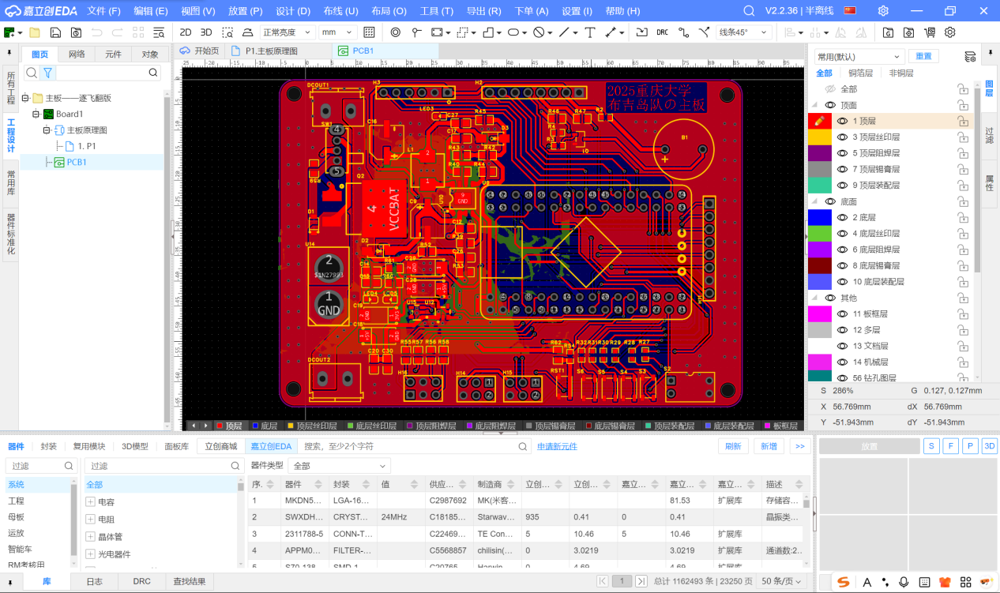 嘉立创EDA 文件 (F) 编辑 (E) 视图 (V) 放置 (P) 设计 (D) 布线 (U) 布局 (O) 工具 (T) 导出 (R) 下单 (A) 设置 (I) 帮助 (H) V2.2.36 | 半离线
2D 3D 正常亮度 mm DRC 线条45°
图页 网络 元件 对象
开始页 P1.主板原理图 PCB1
所有工程
工程设计
常用库
器件标准化
主板——逐飞翻版
Board1
主板原理图
1. P1
PCB1
DCOUT1 H3 H2
2025重庆大学
布吉岛队の主板
LED3 C27 R45 R46 R47 R2
SW1 C16 C17 D3 R4
L1 R43 R42 R3 B1
R40 R44
Q2 U9
4
5
VCCBAT
4
9
GND
C9 U10
D1 C12
U14 R39
D2 R52 C26
2
S1N27993
1
GND
C14 R61 C29 R53
C28
LED4 LED5
C19 U15 U12
C18
R55 R57 R56 R58
C20 C30
R62 R54 R32 R31 R30 R29 R28 R27
DCOUT2 H16 H14 H15 RST1 S6 S5 S4 S3 S2
H11
常用(默认) 重置
全部 铜箔层 非铜层
图层
过滤
属性
全部
顶面
1 顶层
3 顶层丝印层
5 顶层阻焊层
7 顶层锡膏层
9 顶层装配层
底面
2 底层
4 底层丝印层
6 底层阻焊层
8 底层锡膏层
10 底层装配层
其他
11 板框层
12 多层
13 文档层
14 机械层
56 钻孔图层
S 286% G 0.127, 0.127mm
X 56.769mm dX 56.769mm
Y -51.943mm dY -51.943mm
顶层 底层 顶层丝印层 底层丝印层 顶层阻焊层 底层阻焊层 顶层锡膏层 底层锡膏层 顶层装配层 底层装配层 板框层
器件 封装 复用模块 3D模型 面板库 立创商城 嘉立创EDA 搜索，至少2个字符 申请新元件 刷新 新增 >>
放置 S F P 3D
过滤 过滤 器件类型 全部
系统
工程
母板
运放
智能车
RM考核用
全部
电容
电阻
晶体管
光电器件
序. 器件 封装 值 供应... 制造商 立创... 立创... 嘉立... 嘉立... 嘉立... 描述
1 MKDN5... LGA-16... C2987692 MK(米客... 81.53 扩展库 存储容...
2 SWXDH... CRYST... 24MHz C18185... Starwav... 935 0.41 0 0.41 晶振类...
3 2311788-5 CONN-T... C22469... TE Con... 5 10.46 5 10.46 扩展库
4 APPM0... FILTER-... C5568857 chilisin(... 0 3.0219 3.0219 扩展库 通道数:2...
5 S70-138... SMD-1... C20765... Harwin... 0 4.69 4.69 扩展库
库 日志 DRC 查找结果
1 总计 1162493 条 | 23250 页 50 条/页